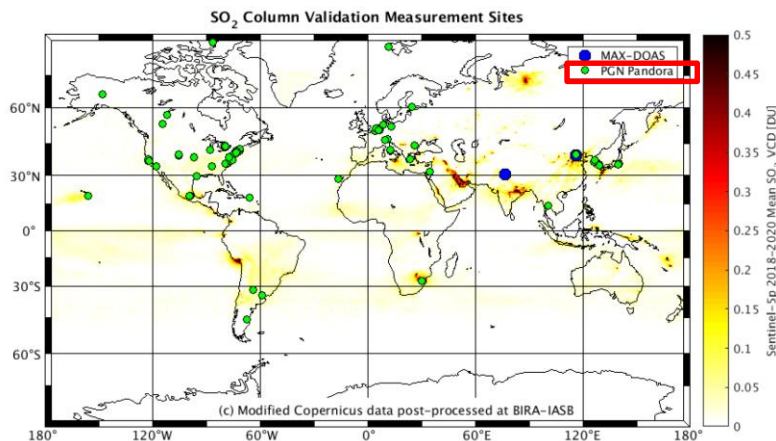 SO2 Column Validation Measurement Sites
MAX-DOAS
PGN Pandora
60°N
30°N
0°
30°S
60°S
180°
120°W
60°W
0°
60°E
120°E
180°
(c) Modified Copernicus data post-processed at BIRA-IASB
0.5
0.45
0.4
0.35
0.3
0.25
0.2
0.15
0.1
0.05
0
Sentinel-5p 2018-2020 Mean SO2 VCD [DU]